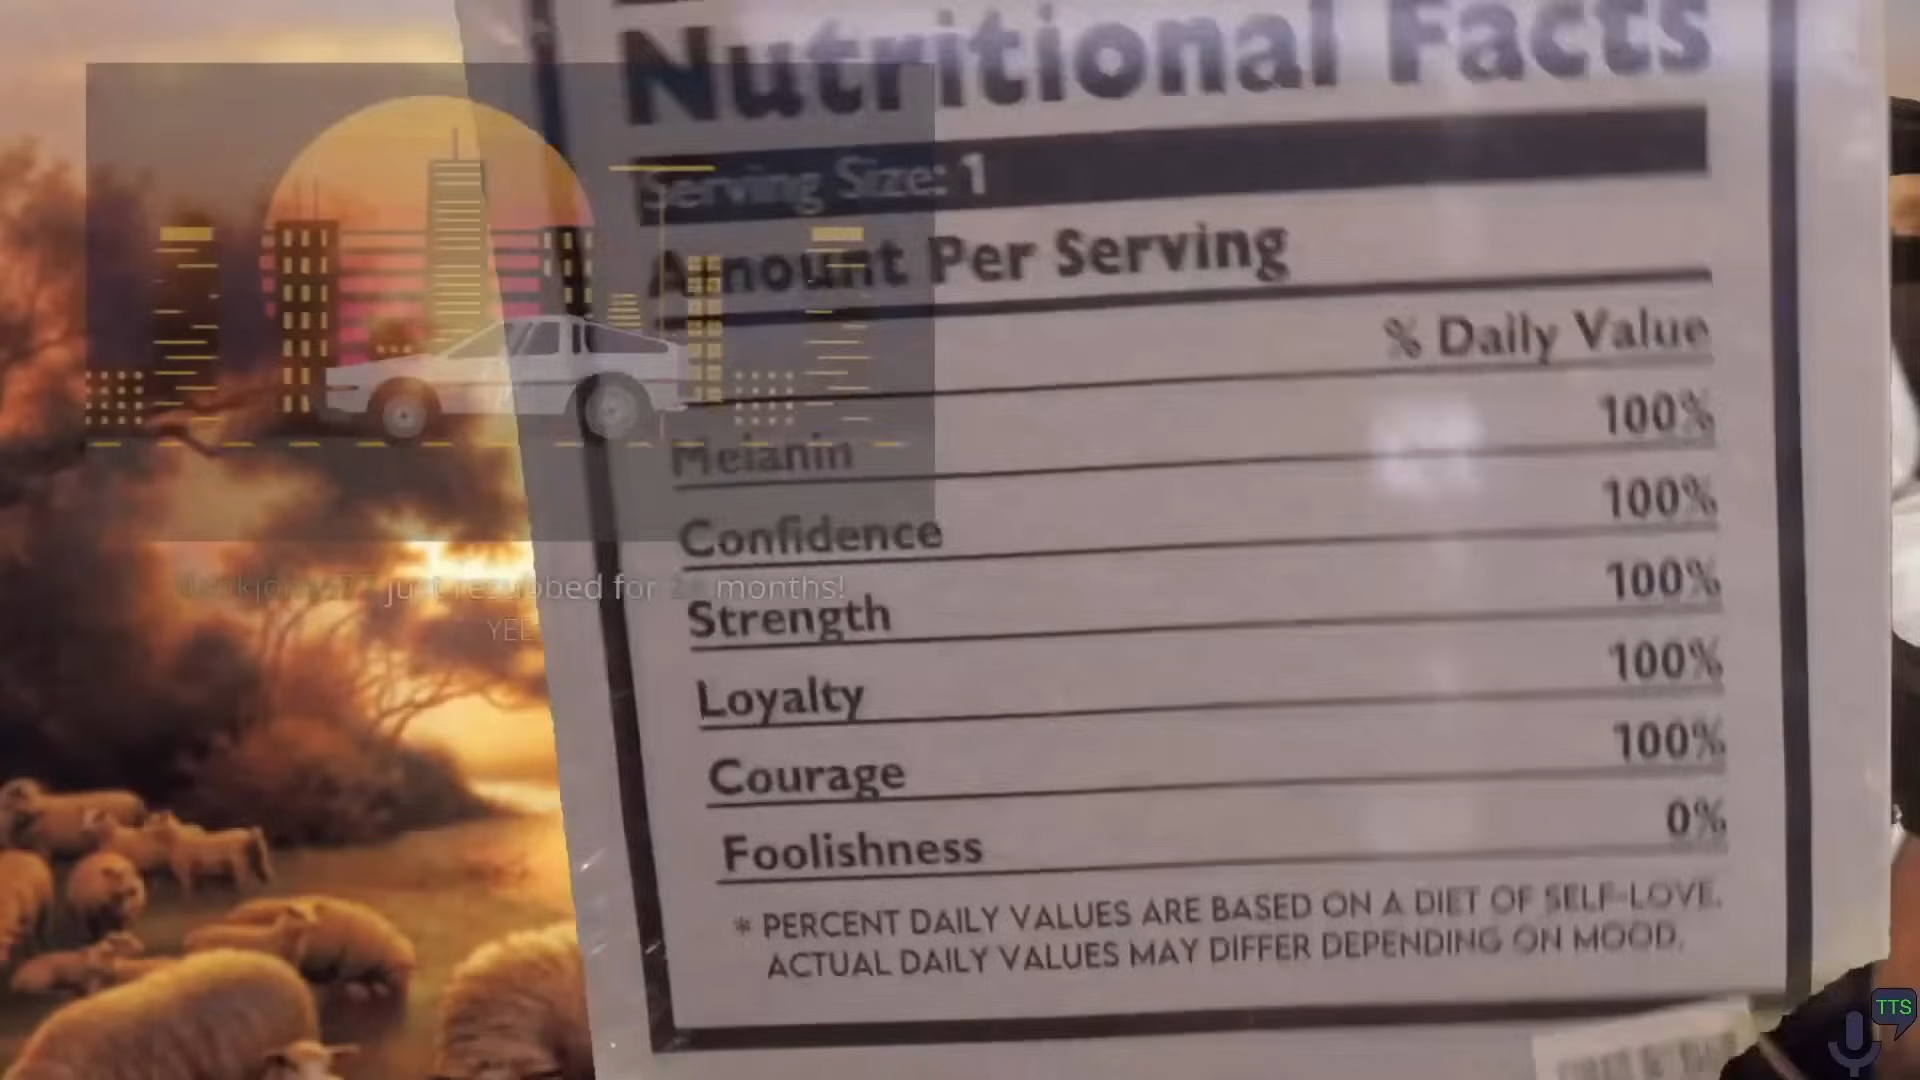 Nutritional Facts
Serving Size: 1
Amount Per Serving
% Daily Value
Melanin 100%
Confidence 100%
Strength 100%
Loyalty 100%
Courage 100%
Foolishness 0%
* PERCENT DAILY VALUES ARE BASED ON A DIET OF SELF-LOVE.
ACTUAL DAILY VALUES MAY DIFFER DEPENDING ON MOOD.
just resubbed for months!
TTS